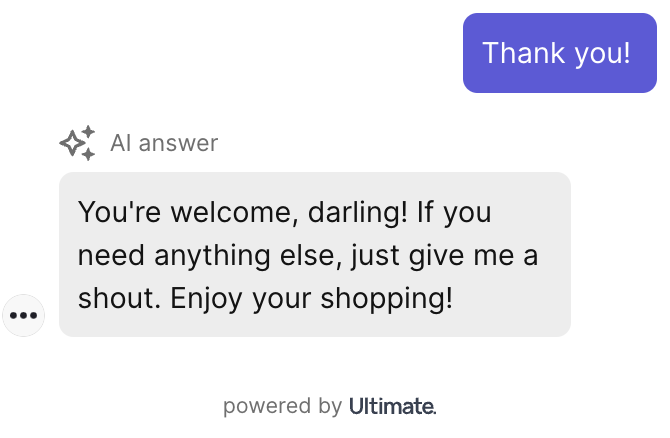 Thank you!
AI answer
You're welcome, darling! If you
need anything else, just give me a
shout. Enjoy your shopping!
powered by Ultimate.